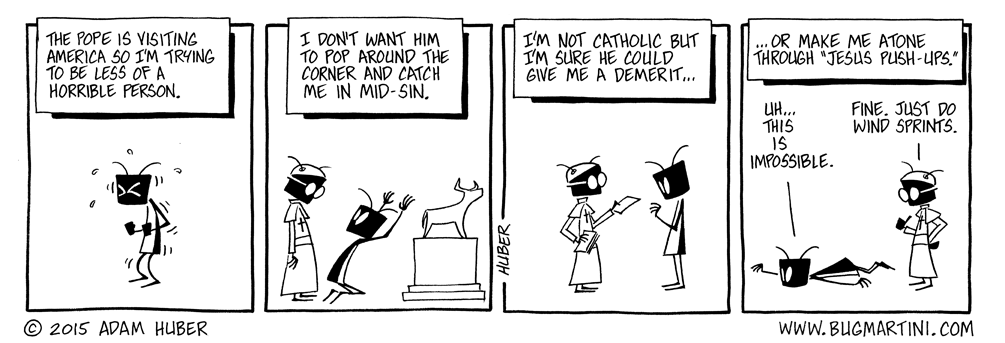 THE POPE IS VISITING
AMERICA SO I'M TRYING
TO BE LESS OF A
HORRIBLE PERSON.
I DON'T WANT HIM
TO POP AROUND THE
CORNER AND CATCH
ME IN MID-SIN.
I'M NOT CATHOLIC BUT
I'M SURE HE COULD
GIVE ME A DEMERIT...
HUBER
...OR MAKE ME ATONE
THROUGH "JESUS PUSH-UPS."
UH...
THIS
IS
IMPOSSIBLE.
FINE. JUST DO
WIND SPRINTS.
© 2015 ADAM HUBER
WWW.BUGMARTINI.COM